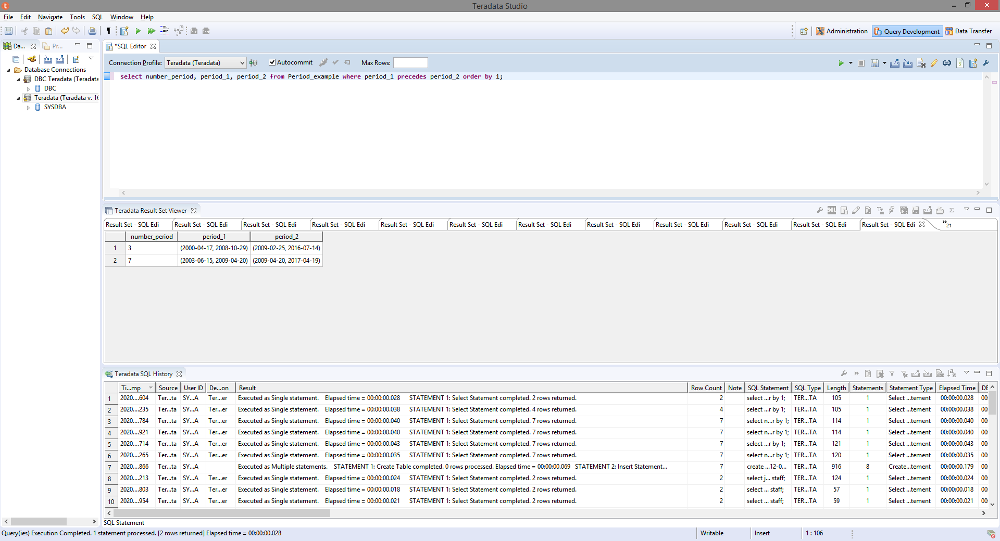 Teradata Studio
File Edit Navigate Tools SQL Window Help
Administration Query Development Data Transfer
Da... Pr...
Database Connections
DBC Teradata (Teradata
DBC
Teradata (Teradata v. 16
SYSDBA
*SQL Editor
Connection Profile: Teradata (Teradata) Autocommit Max Rows:
select number_period, period_1, period_2 from Period_example where period_1 precedes period_2 order by 1;
Teradata Result Set Viewer
Result Set - SQL Edi Result Set - SQL Edi Result Set - SQL Edi Result Set - SQL Edi Result Set - SQL Edi Result Set - SQL Edi Result Set - SQL Edi Result Set - SQL Edi Result Set - SQL Edi Result Set - SQL Edi Result Set - SQL Edi Result Set - SQL Edi »21
number_period period_1 period_2
1 3 (2000-04-17, 2008-10-29) (2009-02-25, 2016-07-14)
2 7 (2003-06-15, 2009-04-20) (2009-04-20, 2017-04-19)
Teradata SQL History
Ti...mp Source User ID De...on Result Row Count Note SQL Statement SQL Type Length Statements Statement Type Elapsed Time DE
1 2020....604 Ter...ta SY...A Ter...er Executed as Single statement. Elapsed time = 00:00:00.028 STATEMENT 1: Select Statement completed. 2 rows returned. 2 select ...r by 1; TER...TA 105 1 Select ...tement 00:00:00.028 00:
2 2020....235 Ter...ta SY...A Ter...er Executed as Single statement. Elapsed time = 00:00:00.038 STATEMENT 1: Select Statement completed. 4 rows returned. 4 select ...r by 1; TER...TA 105 1 Select ...tement 00:00:00.038 00:
3 2020....784 Ter...ta SY...A Ter...er Executed as Single statement. Elapsed time = 00:00:00.040 STATEMENT 1: Select Statement completed. 7 rows returned. 7 select n...r by 1; TER...TA 114 1 Select ...tement 00:00:00.040 00:
4 2020....921 Ter...ta SY...A Ter...er Executed as Single statement. Elapsed time = 00:00:00.040 STATEMENT 1: Select Statement completed. 7 rows returned. 7 select n...r by 1; TER...TA 114 1 Select ...tement 00:00:00.040 00:
5 2020....714 Ter...ta SY...A Ter...er Executed as Single statement. Elapsed time = 00:00:00.043 STATEMENT 1: Select Statement completed. 7 rows returned. 7 select ...r by 1; TER...TA 121 1 Select ...tement 00:00:00.043 00:
6 2020....265 Ter...ta SY...A Ter...er Executed as Single statement. Elapsed time = 00:00:00.035 STATEMENT 1: Select Statement completed. 7 rows returned. 7 select n...r by 1; TER...TA 120 1 Select ...tement 00:00:00.035 00:
7 2020....866 Ter...ta SY...A Executed as Multiple statements. STATEMENT 1: Create Table completed. 0 rows processed. Elapsed time = 00:00:00.069 STATEMENT 2: Insert Statement... 7 create ...12-0... TER...TA 916 8 Create...tement 00:00:00.179 00:
8 2020....213 Ter...ta SY...A Ter...er Executed as Single statement. Elapsed time = 00:00:00.024 STATEMENT 1: Select Statement completed. 2 rows returned. 2 select j... staff; TER...TA 124 1 Select ...tement 00:00:00.024 00:
9 2020....803 Ter...ta SY...A Ter...er Executed as Single statement. Elapsed time = 00:00:00.018 STATEMENT 1: Select Statement completed. 2 rows returned. 2 select ... staff; TER...TA 57 1 Select ...tement 00:00:00.018 00:
10 2020....954 Ter...ta SY...A Ter...er Executed as Single statement. Elapsed time = 00:00:00.021 STATEMENT 1: Select Statement completed. 2 rows returned. 2 select ... staff; TER...TA 59 1 Select ...tement 00:00:00.021 00:
SQL Statement
Query(ies) Execution Completed. 1 statement processed. [2 rows returned] Elapsed time = 00:00:00.028 Writable Insert 1 : 106